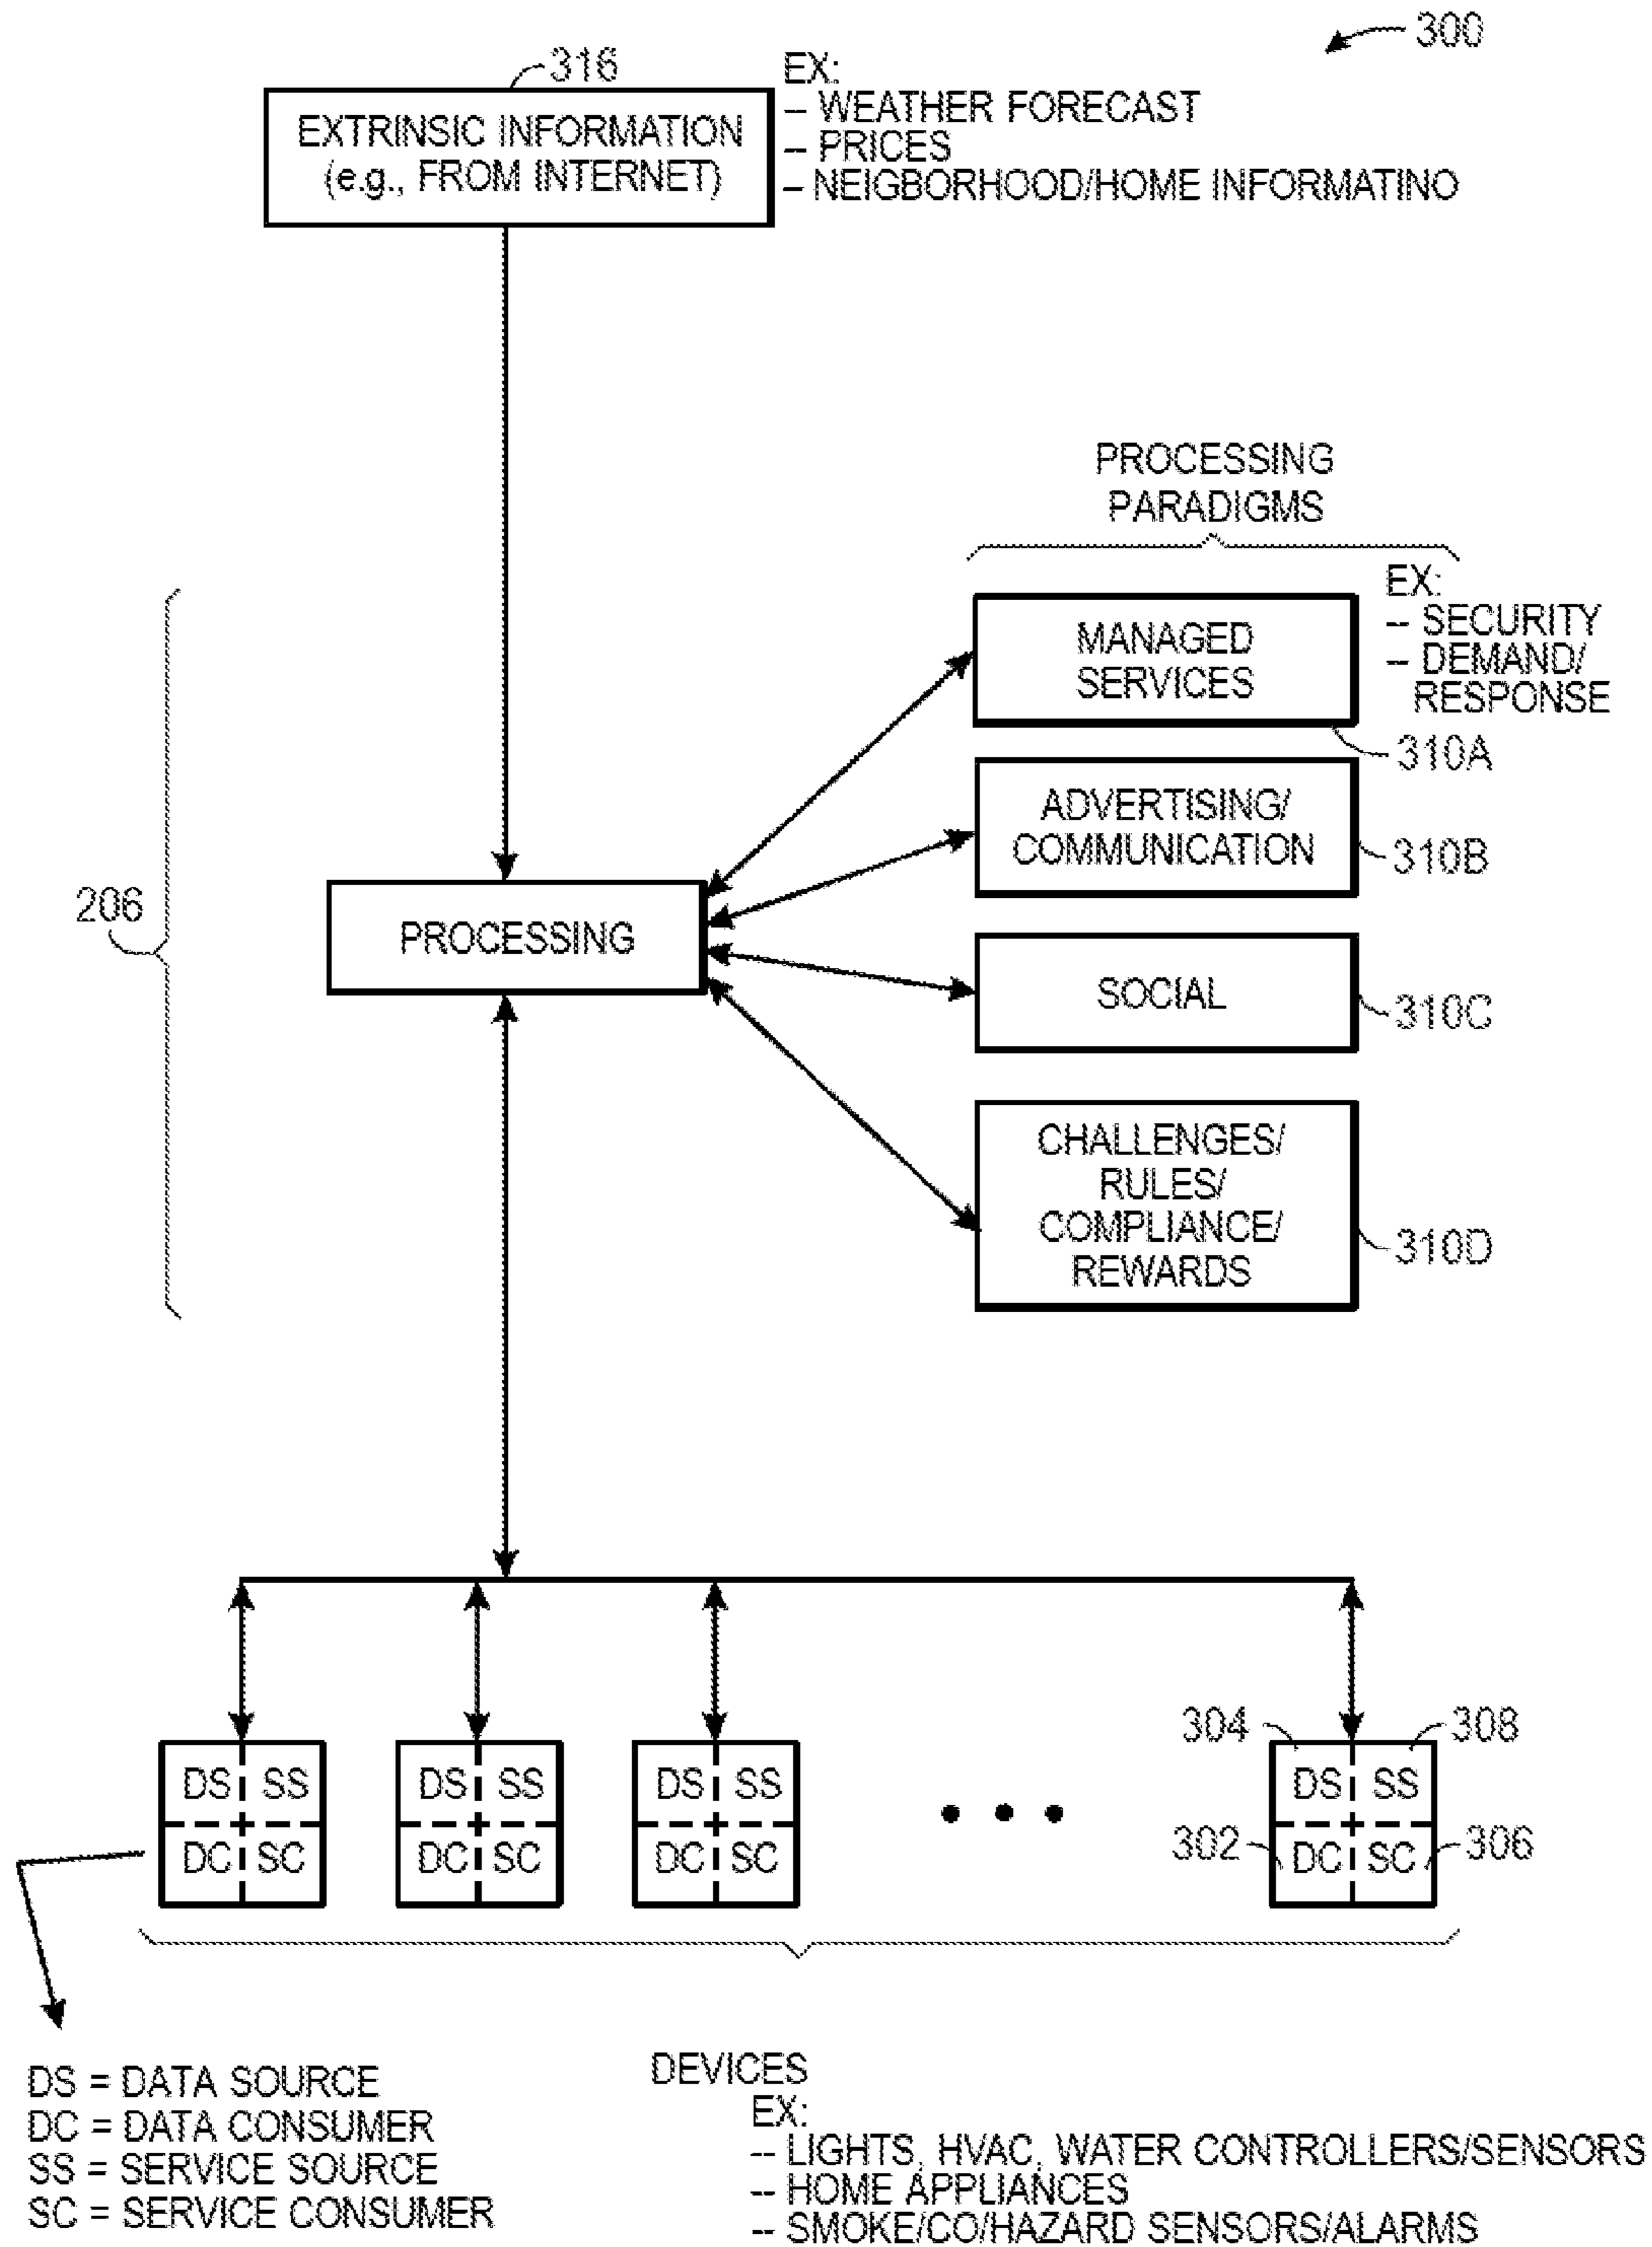 300
316
EXTRINSIC INFORMATION
(e.g., FROM INTERNET)
EX:
– WEATHER FORECAST
– PRICES
– NEIGBORHOOD/HOME INFORMATINO
PROCESSING
PARADIGMS
MANAGED
SERVICES
EX:
-- SECURITY
– DEMAND/
RESPONSE
310A
ADVERTISING/
COMMUNICATION
310B
206
PROCESSING
SOCIAL
310C
CHALLENGES/
RULES/
COMPLIANCE/
REWARDS
310D
DS SS
DC SC
DS SS
DC SC
DS SS
DC SC
• • •
304
308
DS SS
302
DC SC
306
DS = DATA SOURCE
DC = DATA CONSUMER
SS = SERVICE SOURCE
SC = SERVICE CONSUMER
DEVICES
EX:
-- LIGHTS, HVAC, WATER CONTROLLERS/SENSORS
-- HOME APPLIANCES
-- SMOKE/CO/HAZARD SENSORS/ALARMS